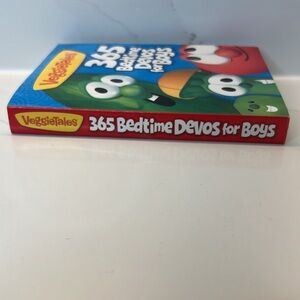 VeggieTales
365
Bedtime
Devos
for Boys
VeggieTales 365 Bedtime Devos for Boys